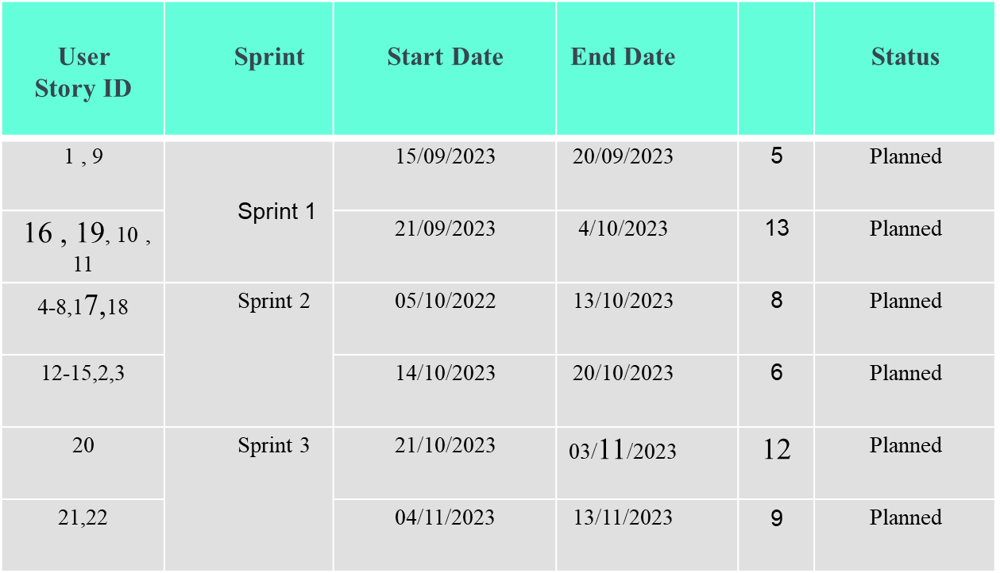 User Story ID Sprint Start Date End Date Status
1 , 9 Sprint 1 15/09/2023 20/09/2023 5 Planned
16 , 19, 10 , 11 21/09/2023 4/10/2023 13 Planned
4-8,17,18 Sprint 2 05/10/2022 13/10/2023 8 Planned
12-15,2,3 14/10/2023 20/10/2023 6 Planned
20 Sprint 3 21/10/2023 03/11/2023 12 Planned
21,22 04/11/2023 13/11/2023 9 Planned